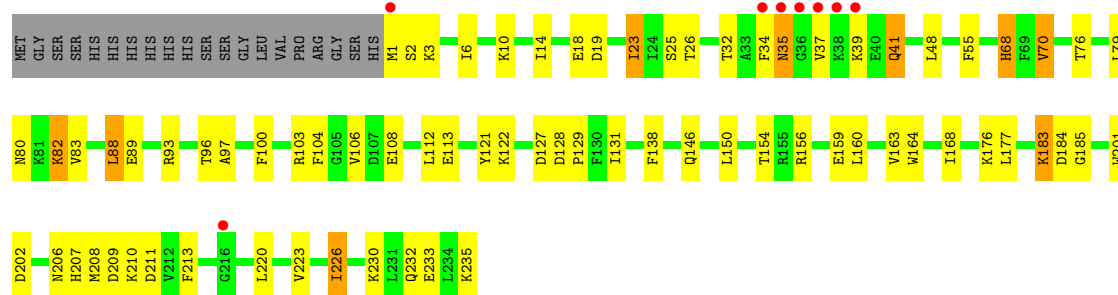 MET GLY SER SER HIS HIS HIS HIS HIS HIS SER SER GLY LEU VAL PRO ARG GLY SER HIS M1 S2 K3 I6 K10 I14 E18 D19 I23 I24 S25 T26 T32 A33 F34 N35 G36 V37 K38 K39 E40 Q41 L48 F55 H68 F69 V70 T76
N80 K81 K82 V83 L88 E89 R93 T96 A97 F100 R103 F104 G105 V106 D107 E108 L112 E113 Y121 K122 D127 D128 P129 F130 I131 F138 Q146 L150 T154 R155 R156 E159 L160 V163 W164 I168 K176 L177 K183 D184 G185
D202 N206 H207 M208 D209 K210 D211 V212 F213 G216 L220 V223 I226 K230 L231 Q232 E233 L234 K235